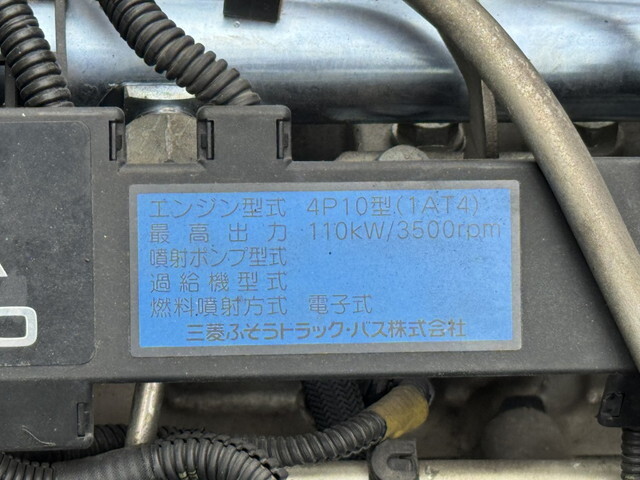 エンジン型式 4P10型(1AT4)
最高出力 110kW/3500rpm
噴射ポンプ型式
過給機型式
燃料噴射方式 電子式
三菱ふそうトラック・バス株式会社